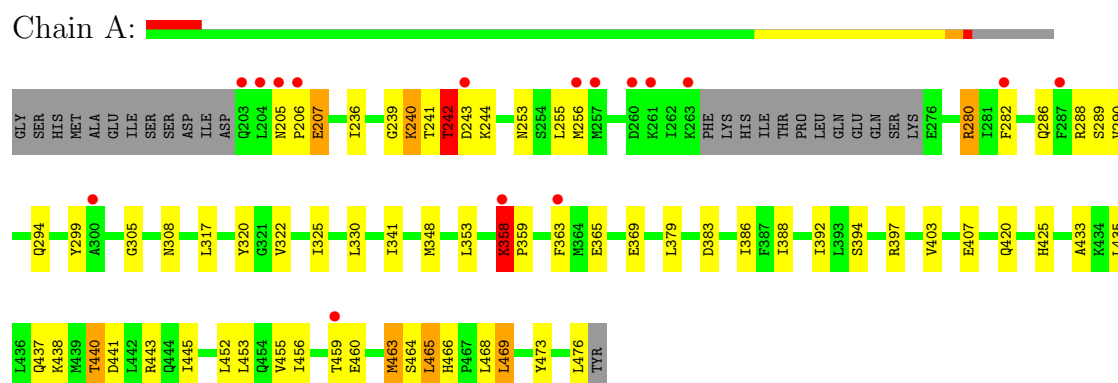 Chain A:
GLY SER HIS MET ALA GLU ILE SER SER ASP ILE ASP Q203 L204 N205 P206 E207 I236 G239 K240 T241 T242 D243 K244 N253 S254 L255 M256 M257 D260 K261 I262 K263 PHE LYS HIS ILE THR PRO LEU GLN GLU GLN SER LYS E276 R280 I281 F282 Q286 F287 R288 S289 V290
Q294 Y299 A300 G305 N308 L317 Y320 G321 V322 I325 L330 I341 M348 L353 K358 P359 F363 M364 E365 E369 L379 D383 I386 F387 I388 I392 L393 S394 R397 V403 E407 Q420 H425 A433 K434 L435
L436 Q437 K438 M439 T440 D441 L442 R443 Q444 I445 L452 L453 Q454 V455 I456 T459 E460 M463 S464 L465 H466 P467 L468 L469 Y473 L476 TYR